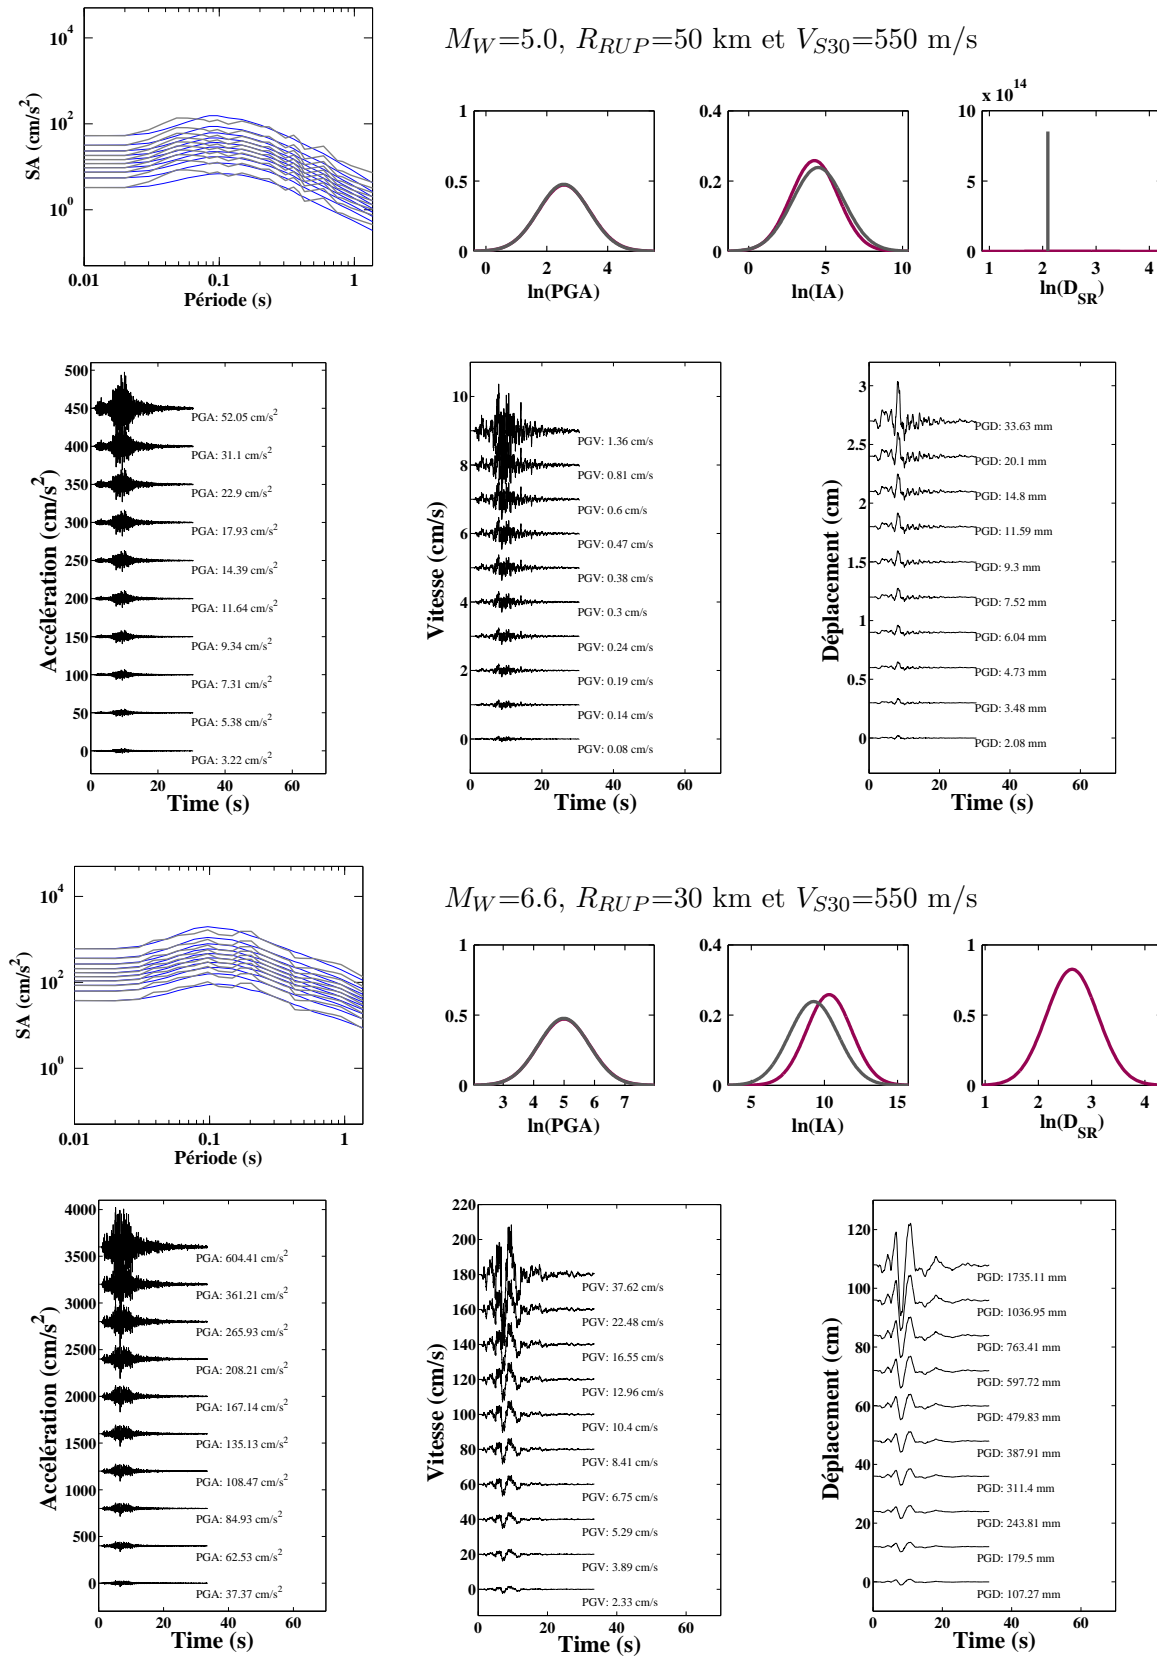 M_W=5.0, R_RUP=50 km et V_S30=550 m/s
10^4
10^2
10^0
SA (cm/s^2)
0.01 0.1 1
Période (s)
1
0.5
0
0 2 4
ln(PGA)
0.4
0.2
0
0 5 10
ln(IA)
x 10^14
10
5
0
1 2 3 4
ln(D_SR)
500
450
400
350
300
250
200
150
100
50
0
Accélération (cm/s^2)
PGA: 52.05 cm/s^2
PGA: 31.1 cm/s^2
PGA: 22.9 cm/s^2
PGA: 17.93 cm/s^2
PGA: 14.39 cm/s^2
PGA: 11.64 cm/s^2
PGA: 9.34 cm/s^2
PGA: 7.31 cm/s^2
PGA: 5.38 cm/s^2
PGA: 3.22 cm/s^2
0 20 40 60
Time (s)
10
8
6
4
2
0
Vitesse (cm/s)
PGV: 1.36 cm/s
PGV: 0.81 cm/s
PGV: 0.6 cm/s
PGV: 0.47 cm/s
PGV: 0.38 cm/s
PGV: 0.3 cm/s
PGV: 0.24 cm/s
PGV: 0.19 cm/s
PGV: 0.14 cm/s
PGV: 0.08 cm/s
0 20 40 60
Time (s)
3
2.5
2
1.5
1
0.5
0
Déplacement (cm)
PGD: 33.63 mm
PGD: 20.1 mm
PGD: 14.8 mm
PGD: 11.59 mm
PGD: 9.3 mm
PGD: 7.52 mm
PGD: 6.04 mm
PGD: 4.73 mm
PGD: 3.48 mm
PGD: 2.08 mm
0 20 40 60
Time (s)
M_W=6.6, R_RUP=30 km et V_S30=550 m/s
10^4
10^2
10^0
SA (cm/s^2)
0.01 0.1 1
Période (s)
1
0.5
0
3 4 5 6 7
ln(PGA)
0.4
0.2
0
5 10 15
ln(IA)
1
0.5
0
1 2 3 4
ln(D_SR)
4000
3500
3000
2500
2000
1500
1000
500
0
Accélération (cm/s^2)
PGA: 604.41 cm/s^2
PGA: 361.21 cm/s^2
PGA: 265.93 cm/s^2
PGA: 208.21 cm/s^2
PGA: 167.14 cm/s^2
PGA: 135.13 cm/s^2
PGA: 108.47 cm/s^2
PGA: 84.93 cm/s^2
PGA: 62.53 cm/s^2
PGA: 37.37 cm/s^2
0 20 40 60
Time (s)
220
200
180
160
140
120
100
80
60
40
20
0
Vitesse (cm/s)
PGV: 37.62 cm/s
PGV: 22.48 cm/s
PGV: 16.55 cm/s
PGV: 12.96 cm/s
PGV: 10.4 cm/s
PGV: 8.41 cm/s
PGV: 6.75 cm/s
PGV: 5.29 cm/s
PGV: 3.89 cm/s
PGV: 2.33 cm/s
0 20 40 60
Time (s)
120
100
80
60
40
20
0
Déplacement (cm)
PGD: 1735.11 mm
PGD: 1036.95 mm
PGD: 763.41 mm
PGD: 597.72 mm
PGD: 479.83 mm
PGD: 387.91 mm
PGD: 311.4 mm
PGD: 243.81 mm
PGD: 179.5 mm
PGD: 107.27 mm
0 20 40 60
Time (s)